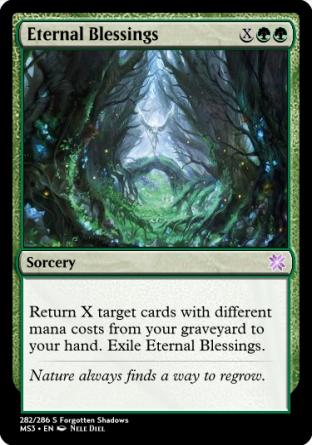 Eternal Blessings X
Sorcery
Return X target cards with different
mana costs from your graveyard to
your hand. Exile Eternal Blessings.
Nature always finds a way to regrow.
282/286 S Forgotten Shadows
MS3 • EN Nele Diel